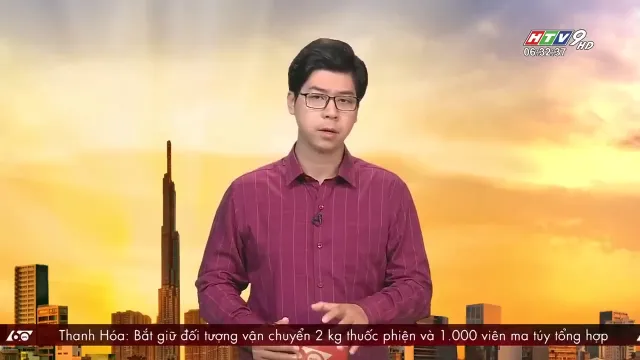 HTV9 HD
06:32:37
60 Thanh Hóa: Bắt giữ đối tượng vận chuyển 2 kg thuốc phiện và 1.000 viên ma túy tổng hợp